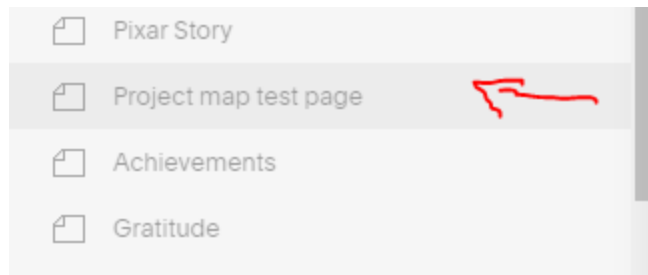 Pixar Story
Project map test page
Achievements
Gratitude